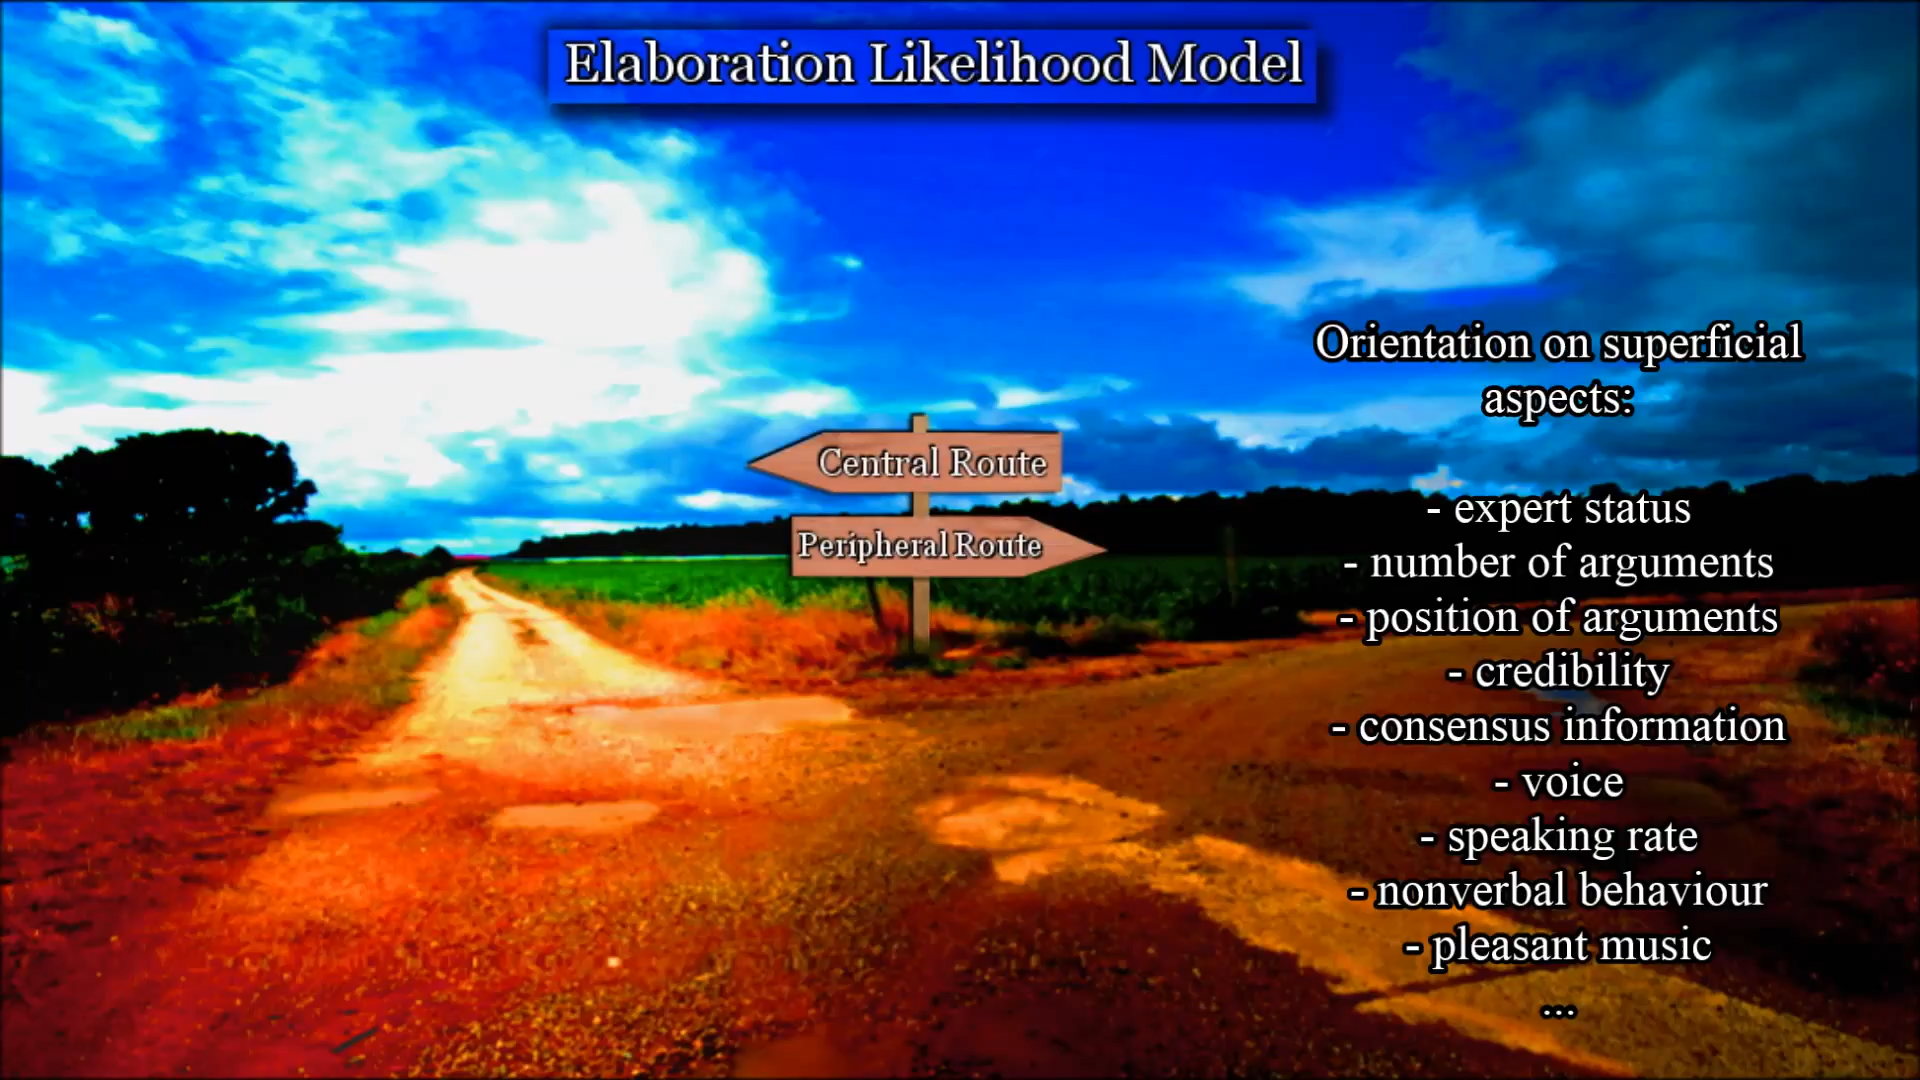 Elaboration Likelihood Model
Central Route
Peripheral Route
Orientation on superficial
aspects:
- expert status
- number of arguments
- position of arguments
- credibility
- consensus information
- voice
- speaking rate
- nonverbal behaviour
- pleasant music
...